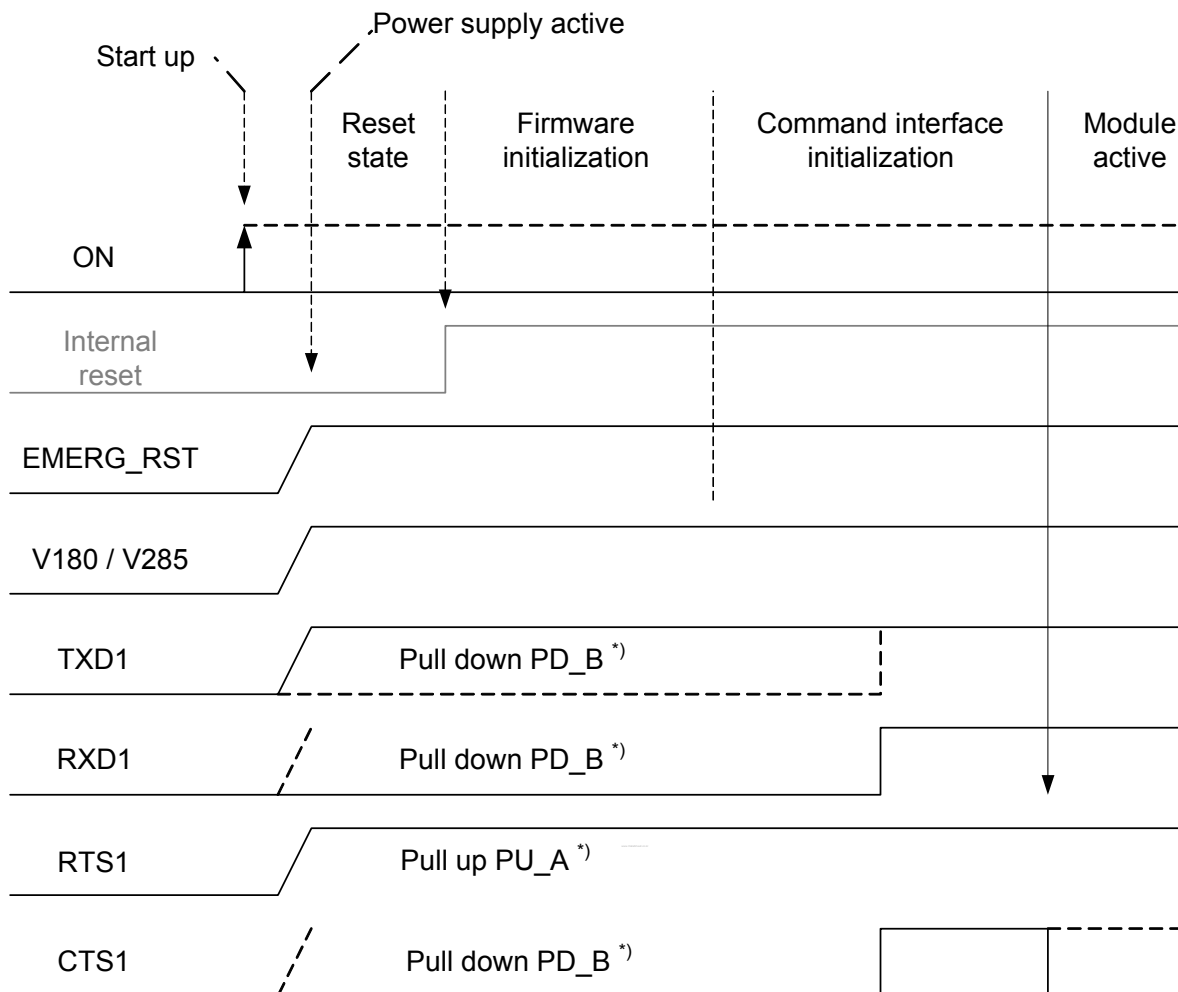 Power supply active
Start up
Reset
state
Firmware
initialization
Command interface
initialization
Module
active
ON
Internal
reset
EMERG_RST
V180 / V285
TXD1
Pull down PD_B *)
RXD1
Pull down PD_B *)
RTS1
Pull up PU_A *)
CTS1
Pull down PD_B *)